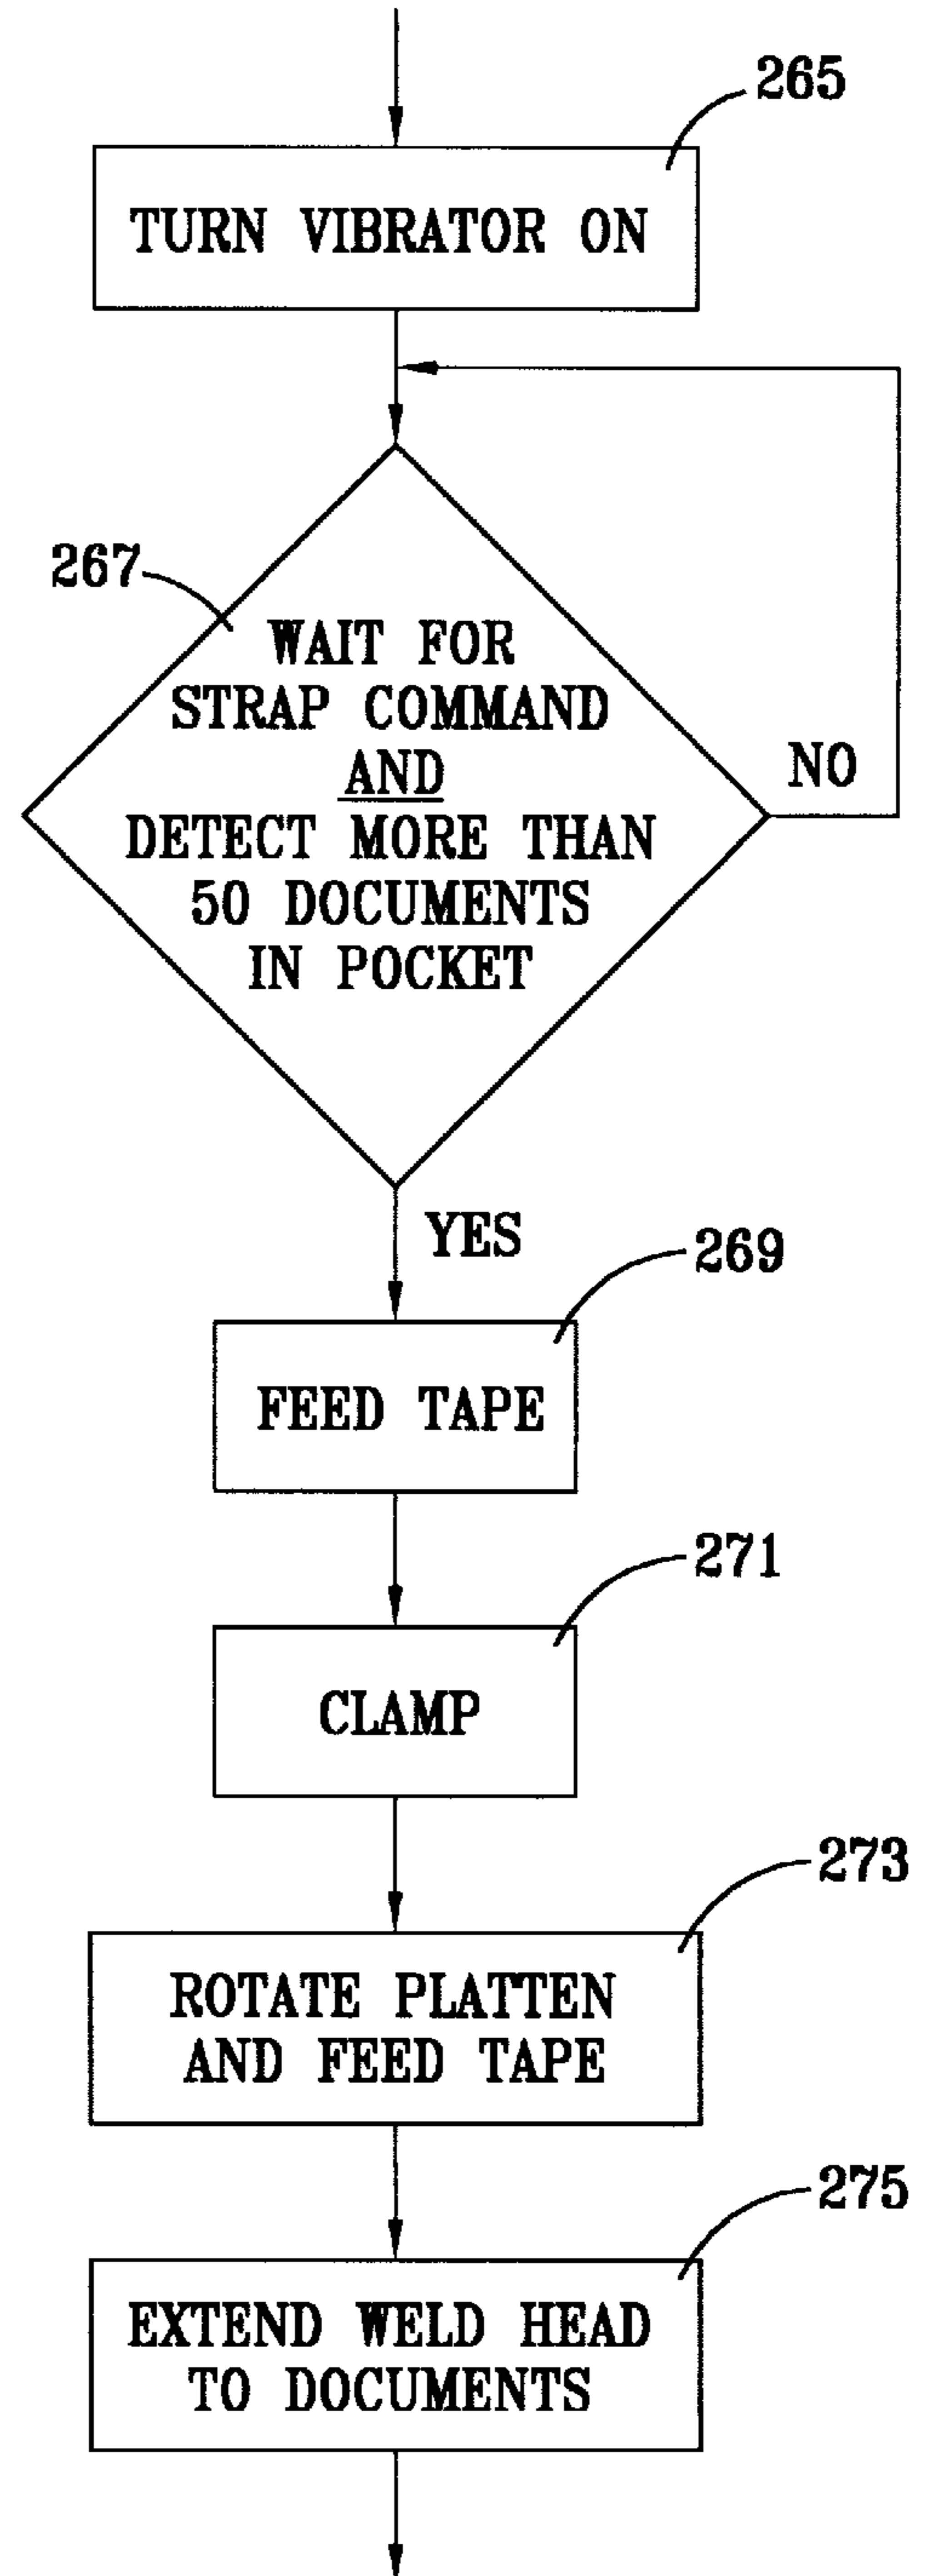 265
TURN VIBRATOR ON
267
WAIT FOR
STRAP COMMAND
AND
DETECT MORE THAN
50 DOCUMENTS
IN POCKET
NO
YES
269
FEED TAPE
271
CLAMP
273
ROTATE PLATTEN
AND FEED TAPE
275
EXTEND WELD HEAD
TO DOCUMENTS